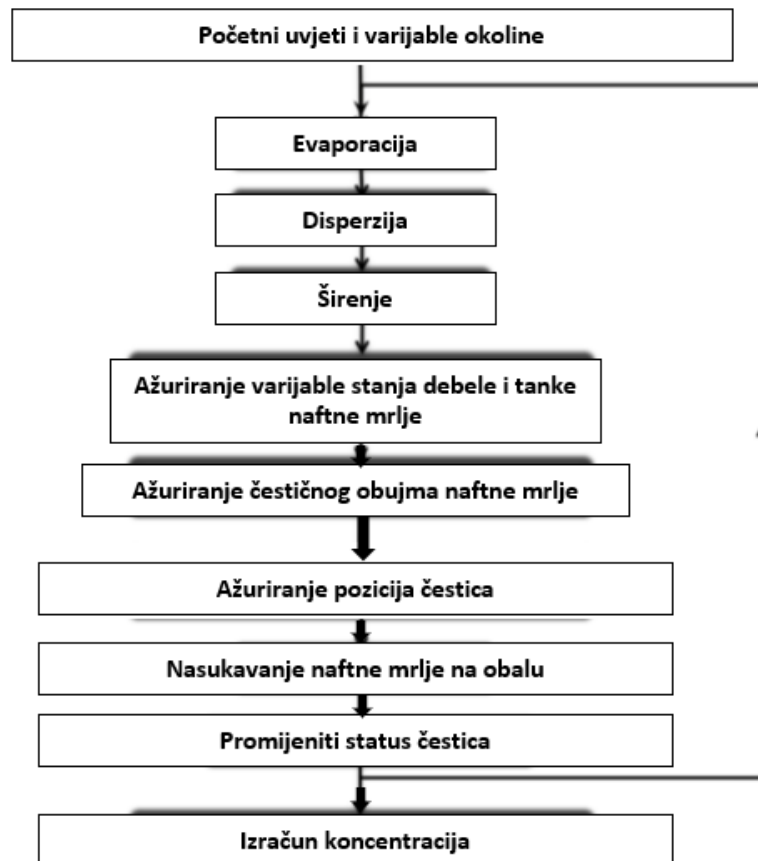 Početni uvjeti i varijable okoline
Evaporacija
Disperzija
Širenje
Ažuriranje varijable stanja debele i tanke
naftne mrlje
Ažuriranje čestičnog obujma naftne mrlje
Ažuriranje pozicija čestica
Nasukavanje naftne mrlje na obalu
Promijeniti status čestica
Izračun koncentracija